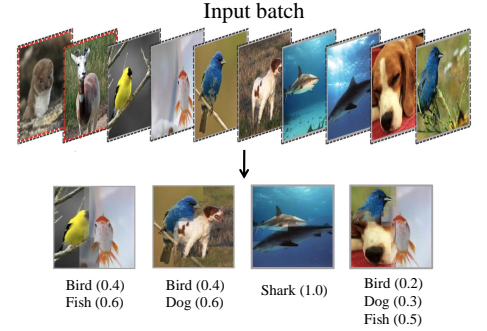 Input batch
Bird (0.4)
Fish (0.6)
Bird (0.4)
Dog (0.6)
Shark (1.0)
Bird (0.2)
Dog (0.3)
Fish (0.5)